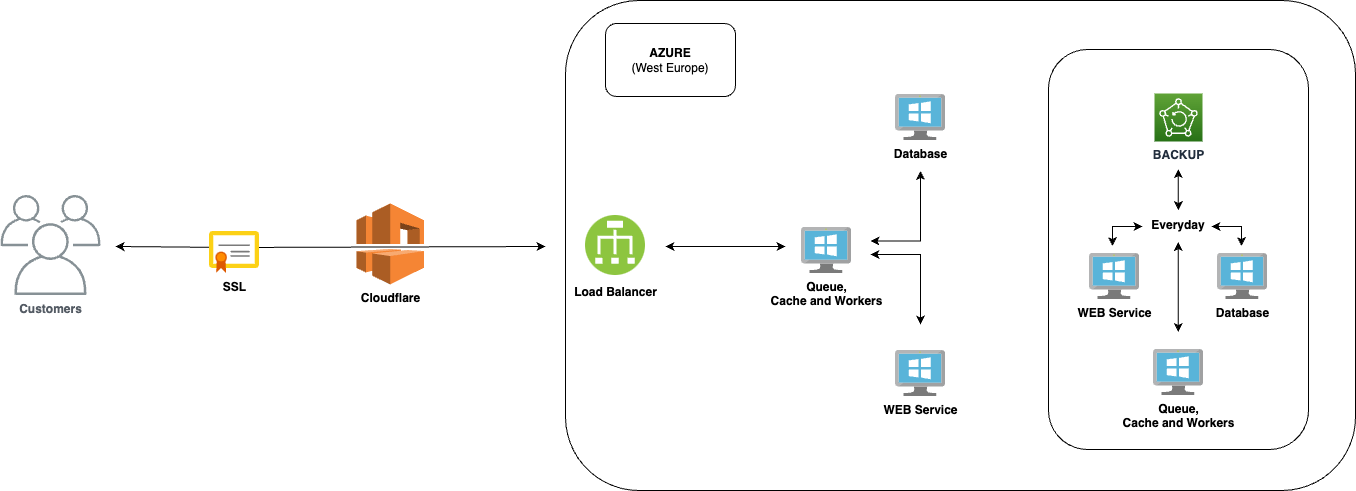 AZURE
(West Europe)
Customers
SSL
Cloudflare
Load Balancer
Queue,
Cache and Workers
Database
WEB Service
BACKUP
Everyday
WEB Service
Database
Queue,
Cache and Workers